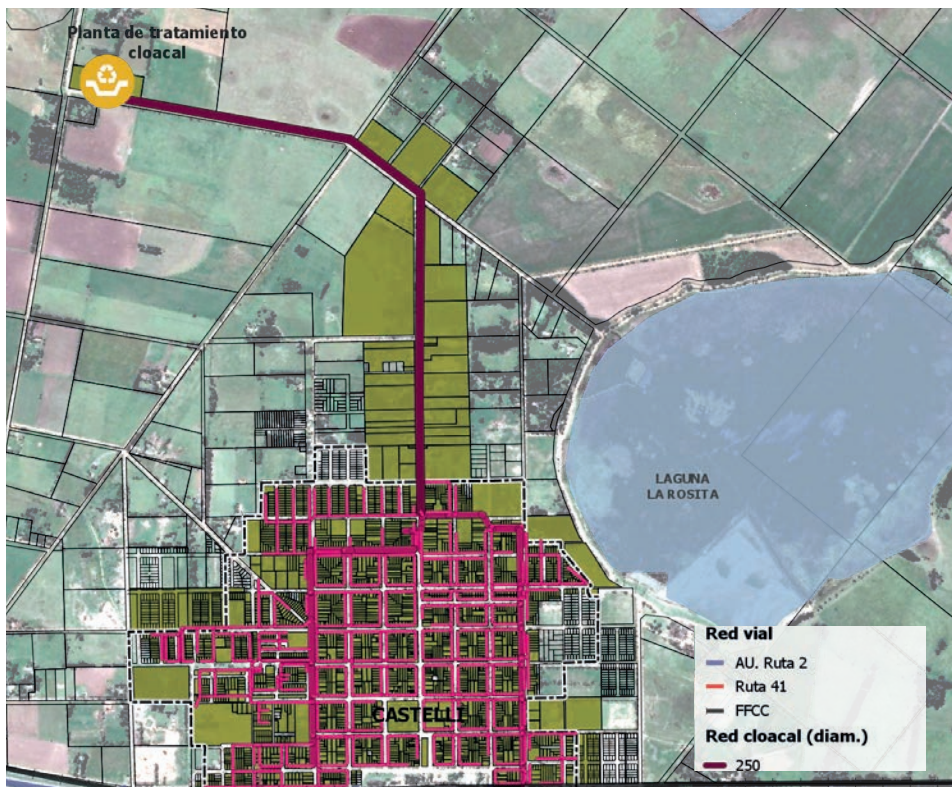 Planta de tratamiento
cloacal
LAGUNA
LA ROSITA
CASTELLI
Red vial
AU. Ruta 2
Ruta 41
FFCC
Red cloacal (diam.)
250